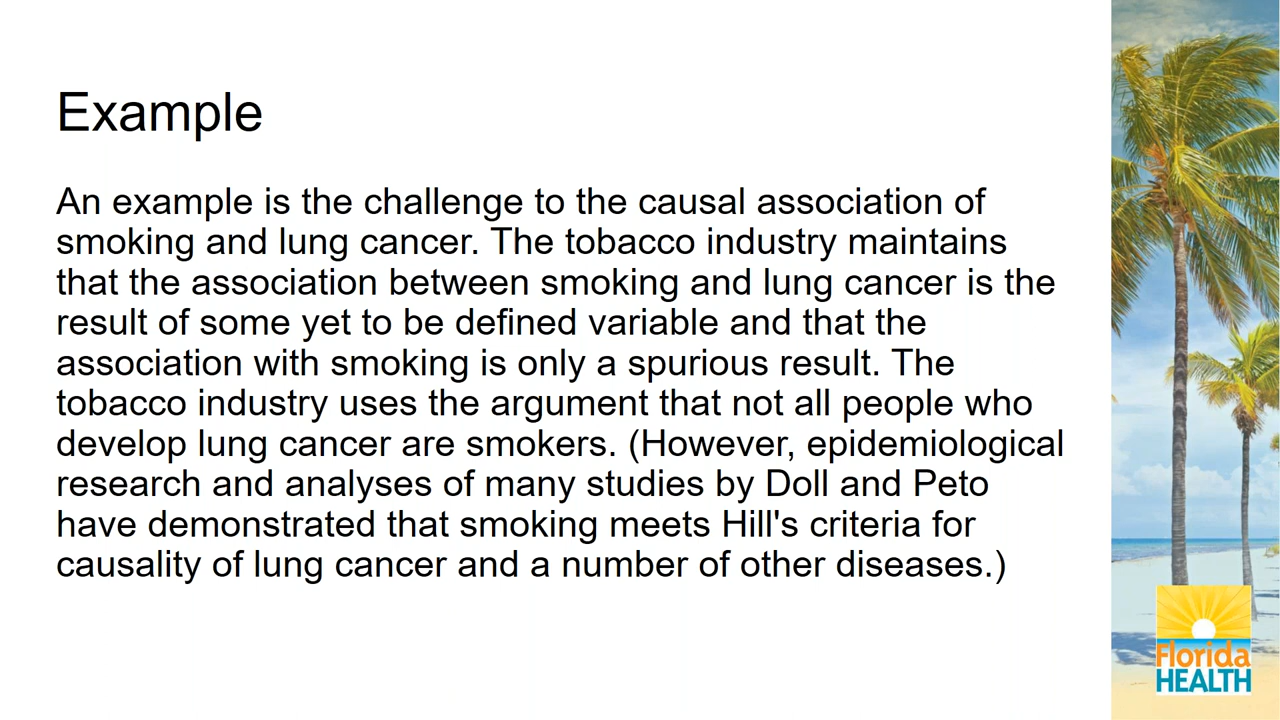 Example
An example is the challenge to the causal association of
smoking and lung cancer. The tobacco industry maintains
that the association between smoking and lung cancer is the
result of some yet to be defined variable and that the
association with smoking is only a spurious result. The
tobacco industry uses the argument that not all people who
develop lung cancer are smokers. (However, epidemiological
research and analyses of many studies by Doll and Peto
have demonstrated that smoking meets Hill's criteria for
causality of lung cancer and a number of other diseases.)
Florida
HEALTH